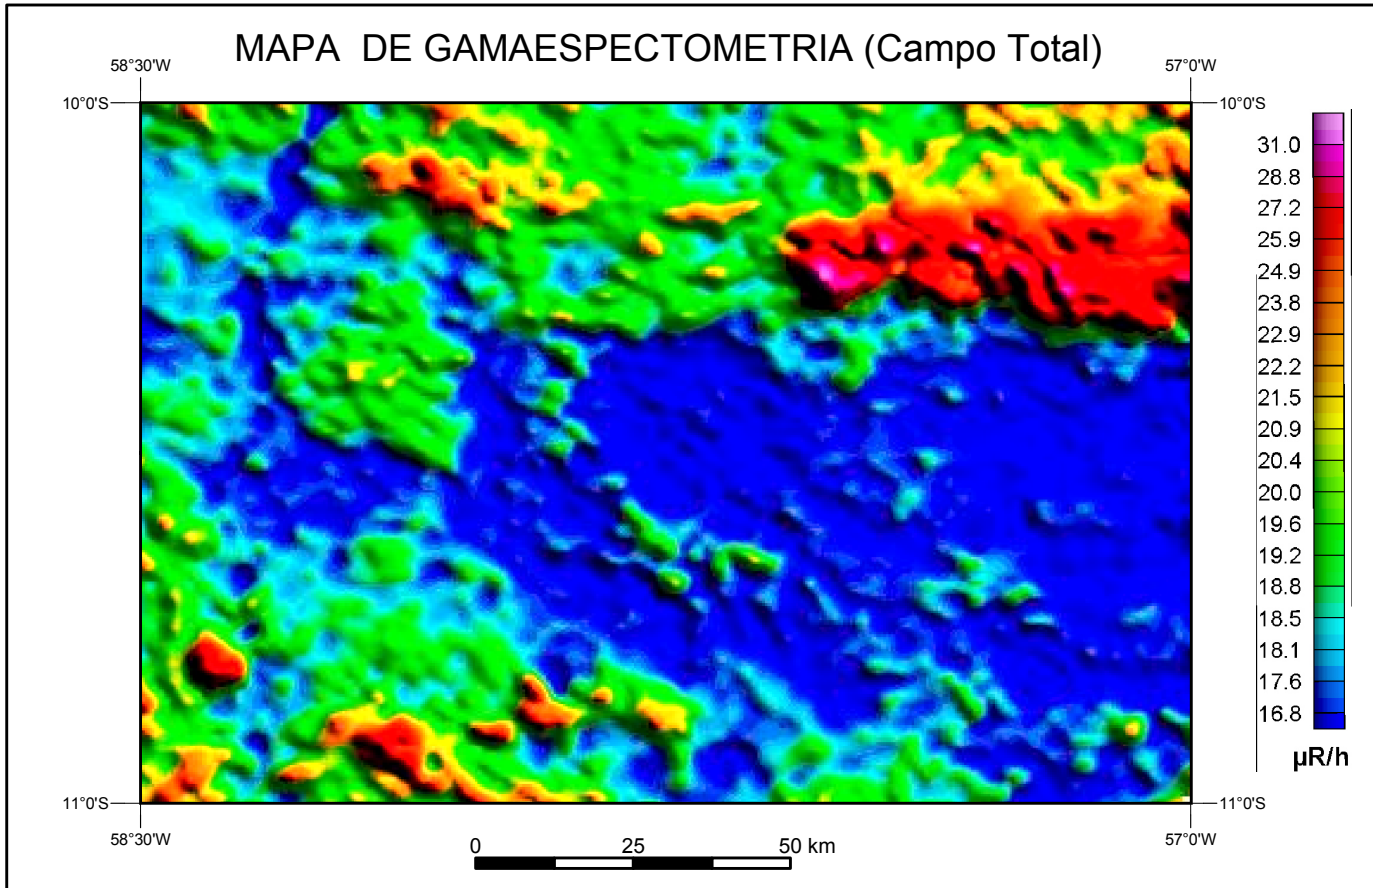 MAPA DE GAMAESPECTOMETRIA (Campo Total)
58°30'W
57°0'W
10°0'S
10°0'S
31.0
28.8
27.2
25.9
24.9
23.8
22.9
22.2
21.5
20.9
20.4
20.0
19.6
19.2
18.8
18.5
18.1
17.6
16.8
µR/h
11°0'S
11°0'S
58°30'W
57°0'W
0 25 50 km